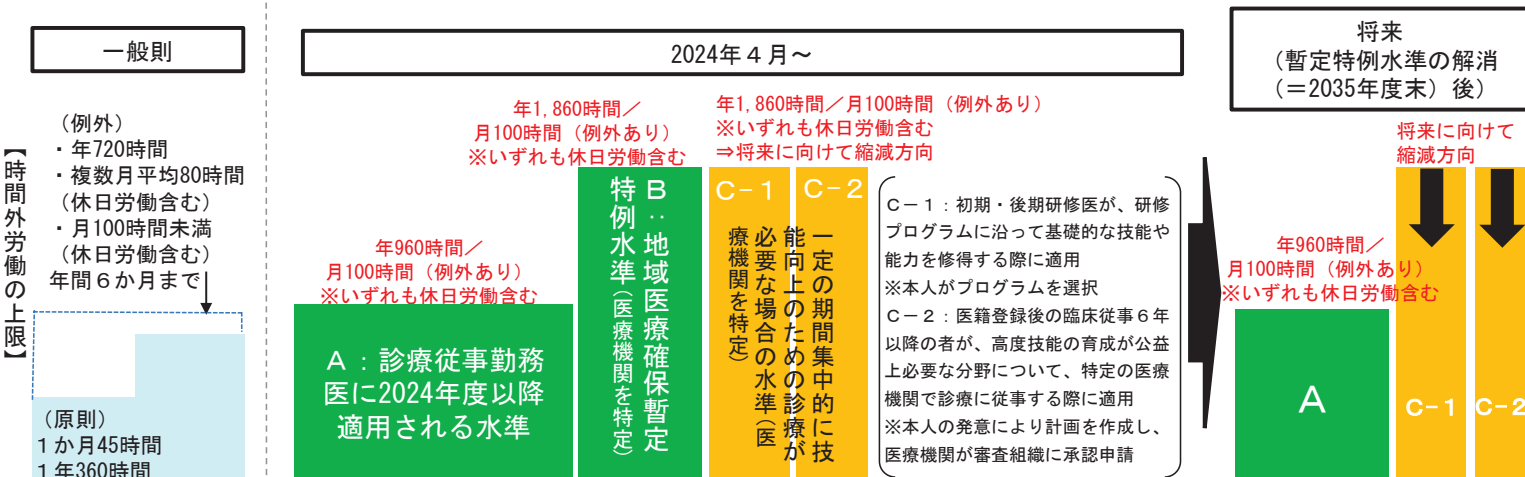 一般則
【時間外労働の上限】
（例外）
・年720時間
・複数月平均80時間
（休日労働含む）
・月100時間未満
（休日労働含む）
年間６か月まで
（原則）
１か月45時間
１年360時間
2024年４月～
年960時間／
月100時間（例外あり）
※いずれも休日労働含む
Ａ：診療従事勤務
医に2024年度以降
適用される水準
年1,860時間／
月100時間（例外あり）
※いずれも休日労働含む
Ｂ：地域医療確保暫定
特例水準（医療機関を特定）
年1,860時間／月100時間（例外あり）
※いずれも休日労働含む
⇒将来に向けて縮減方向
Ｃ－１
Ｃ－２
一定の期間集中的に技
能向上のための診療が
必要な場合の水準（医
療機関を特定）
Ｃ－１：初期・後期研修医が、研修
プログラムに沿って基礎的な技能や
能力を修得する際に適用
※本人がプログラムを選択
Ｃ－２：医籍登録後の臨床従事６年
以降の者が、高度技能の育成が公益
上必要な分野について、特定の医療
機関で診療に従事する際に適用
※本人の発意により計画を作成し、
医療機関が審査組織に承認申請
将来
（暫定特例水準の解消
（＝2035年度末）後）
将来に向けて
縮減方向
年960時間／
月100時間（例外あり）
※いずれも休日労働含む
Ａ
Ｃ－１
Ｃ－２